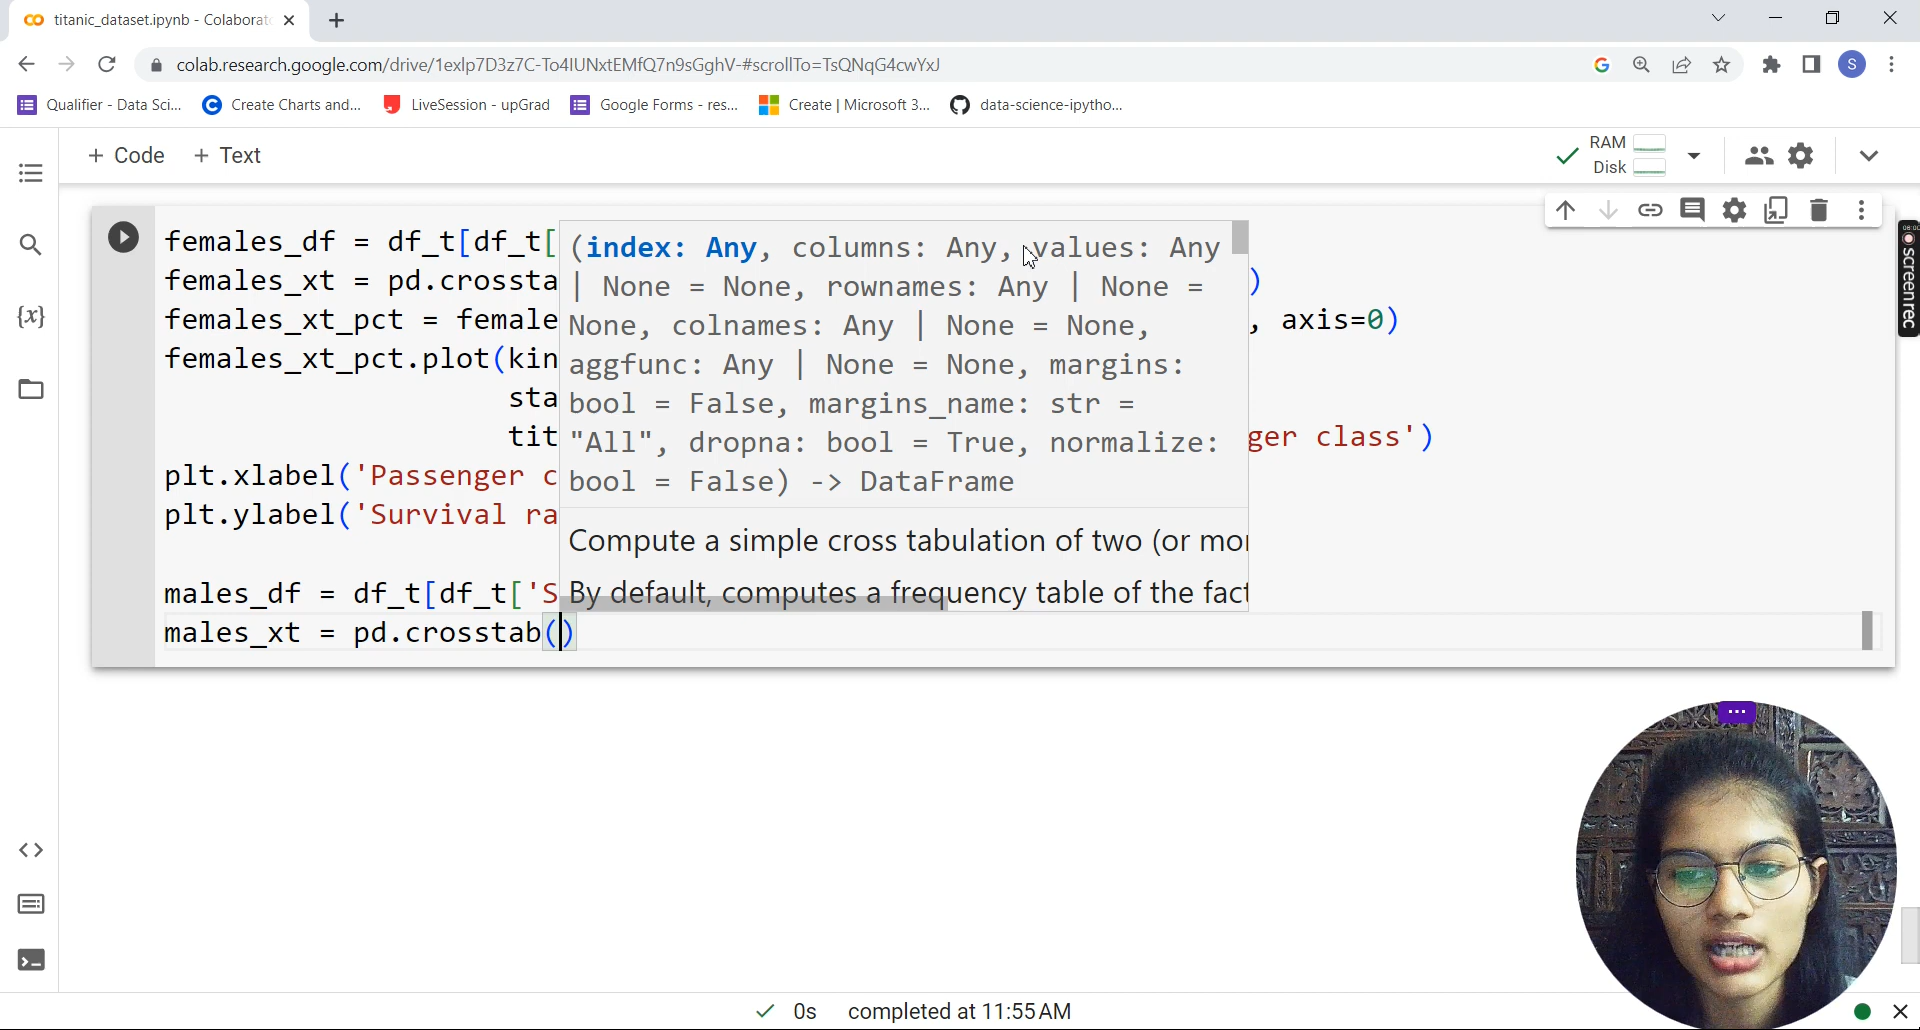 titanic_dataset.ipynb - Colaborat
colab.research.google.com/drive/1exlp7D3z7C-To4IUNxtEMfQ7n9sGghV-#scrollTo=TsQNqG4cwYxJ
S
Qualifier - Data Sci...
Create Charts and...
LiveSession - upGrad
Google Forms - res...
Create | Microsoft 3...
data-science-ipytho...
+ Code + Text
RAM
Disk
females_df = df_t[df_t[
females_xt = pd.crossta )
females_xt_pct = female , axis=0)
females_xt_pct.plot(kin
sta
tit ger class')
plt.xlabel('Passenger c
plt.ylabel('Survival ra
males_df = df_t[df_t['S
males_xt = pd.crosstab()
(index: Any, columns: Any, values: Any
| None = None, rownames: Any | None =
None, colnames: Any | None = None,
aggfunc: Any | None = None, margins:
bool = False, margins_name: str =
"All", dropna: bool = True, normalize:
bool = False) -> DataFrame
Compute a simple cross tabulation of two (or mor
By default, computes a frequency table of the fact
{x}
08:00
screenrec
0s completed at 11:55 AM